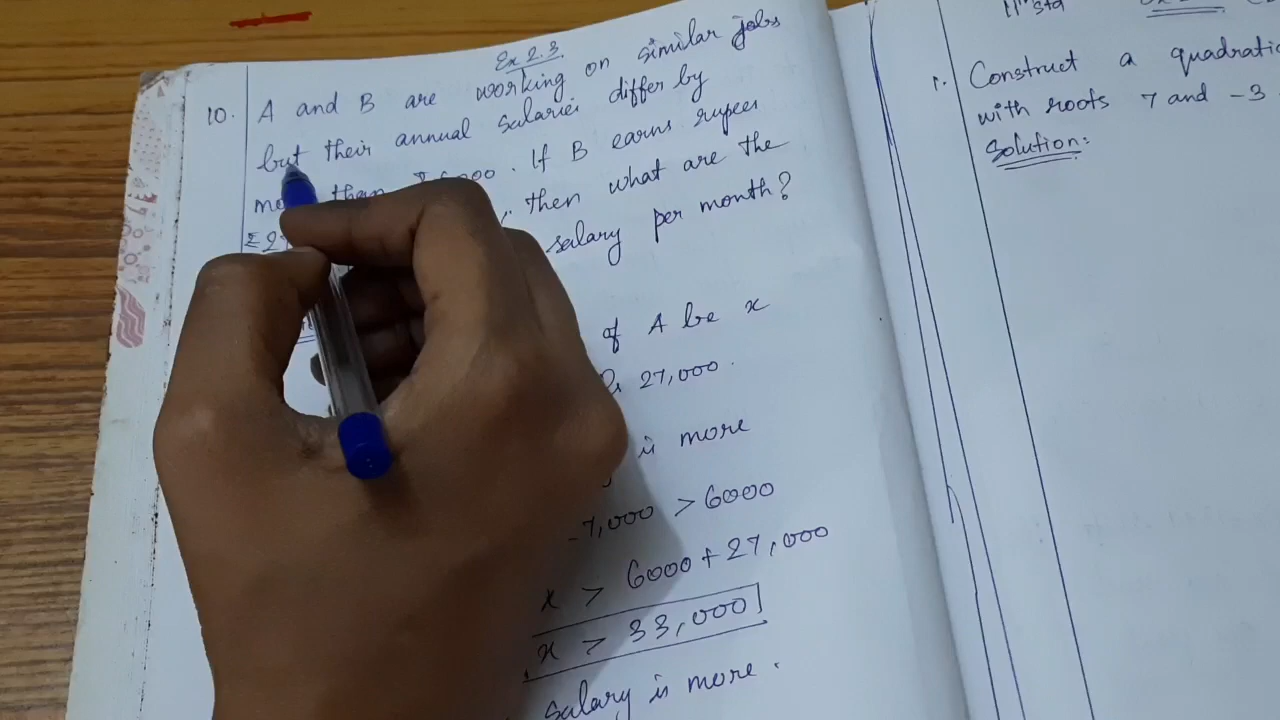 Ex 2.3
10. A and B are working on similar jobs
but their annual salaries differ by
than 6000. If B earns rupees
then what are the
salary per month?
of A be x
27,000.
is more
7,000 > 6000
x > 6000 + 27,000
x > 33,000
salary is more.
1. Construct a quadratic
with roots 7 and -3
Solution: